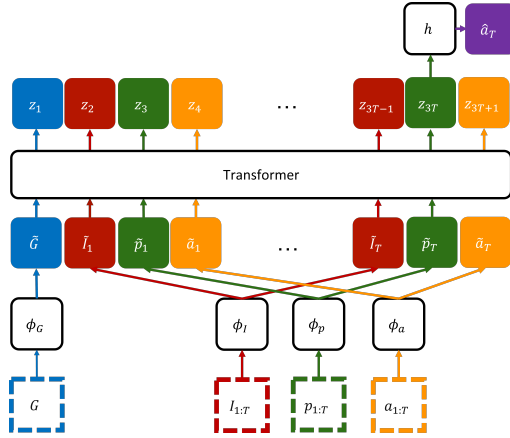 h â_T
z_1 z_2 z_3 z_4 ... z_{3T−1} z_{3T} z_{3T+1}
Transformer
G̃ Ĩ_1 p̃_1 ã_1 ... Ĩ_T p̃_T ã_T
ϕ_G ϕ_I ϕ_p ϕ_a
G I_{1:T} p_{1:T} a_{1:T}